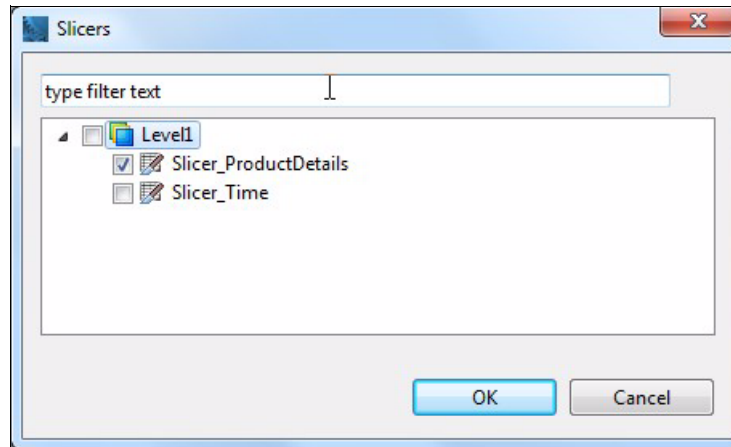 Slicers
type filter text
Level1
Slicer_ProductDetails
Slicer_Time
OK Cancel